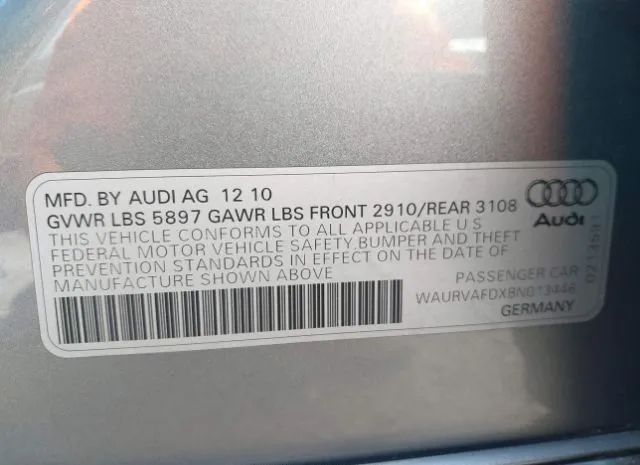 MFD. BY AUDI AG 12 10
GVWR LBS 5897 GAWR LBS FRONT 2910/REAR 3108
THIS VEHICLE CONFORMS TO ALL APPLICABLE U S
FEDERAL MOTOR VEHICLE SAFETY, BUMPER AND THEFT
PREVENTION STANDARDS IN EFFECT ON THE DATE OF
MANUFACTURE SHOWN ABOVE
PASSENGER CAR
WAURVAFDXBN013446
GERMANY
Audi